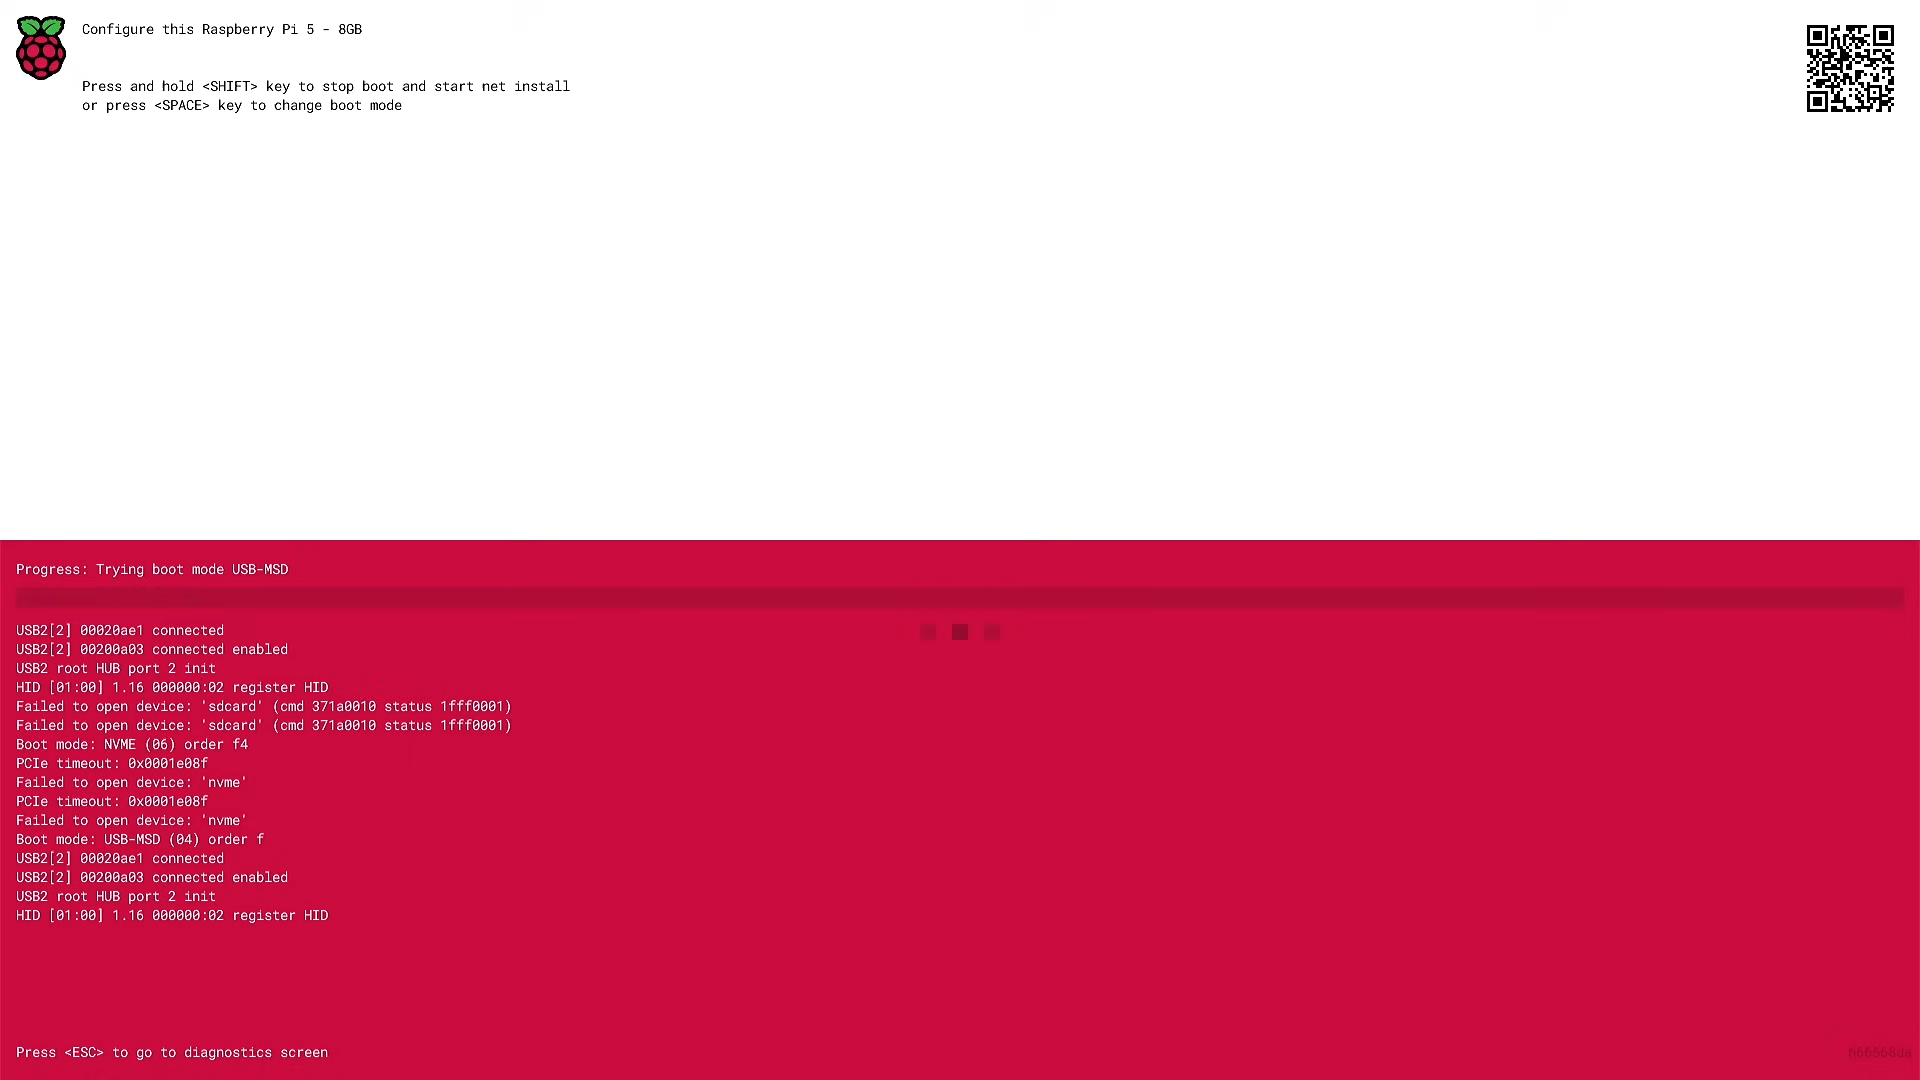 Configure this Raspberry Pi 5 - 8GB
Press and hold <SHIFT> key to stop boot and start net install
or press <SPACE> key to change boot mode
Progress: Trying boot mode USB-MSD
USB2[2] 00020ae1 connected
USB2[2] 00200a03 connected enabled
USB2 root HUB port 2 init
HID [01:00] 1.16 000000:02 register HID
Failed to open device: 'sdcard' (cmd 371a0010 status 1fff0001)
Failed to open device: 'sdcard' (cmd 371a0010 status 1fff0001)
Boot mode: NVME (06) order f4
PCIe timeout: 0x0001e08f
Failed to open device: 'nvme'
PCIe timeout: 0x0001e08f
Failed to open device: 'nvme'
Boot mode: USB-MSD (04) order f
USB2[2] 00020ae1 connected
USB2[2] 00200a03 connected enabled
USB2 root HUB port 2 init
HID [01:00] 1.16 000000:02 register HID
Press <ESC> to go to diagnostics screen